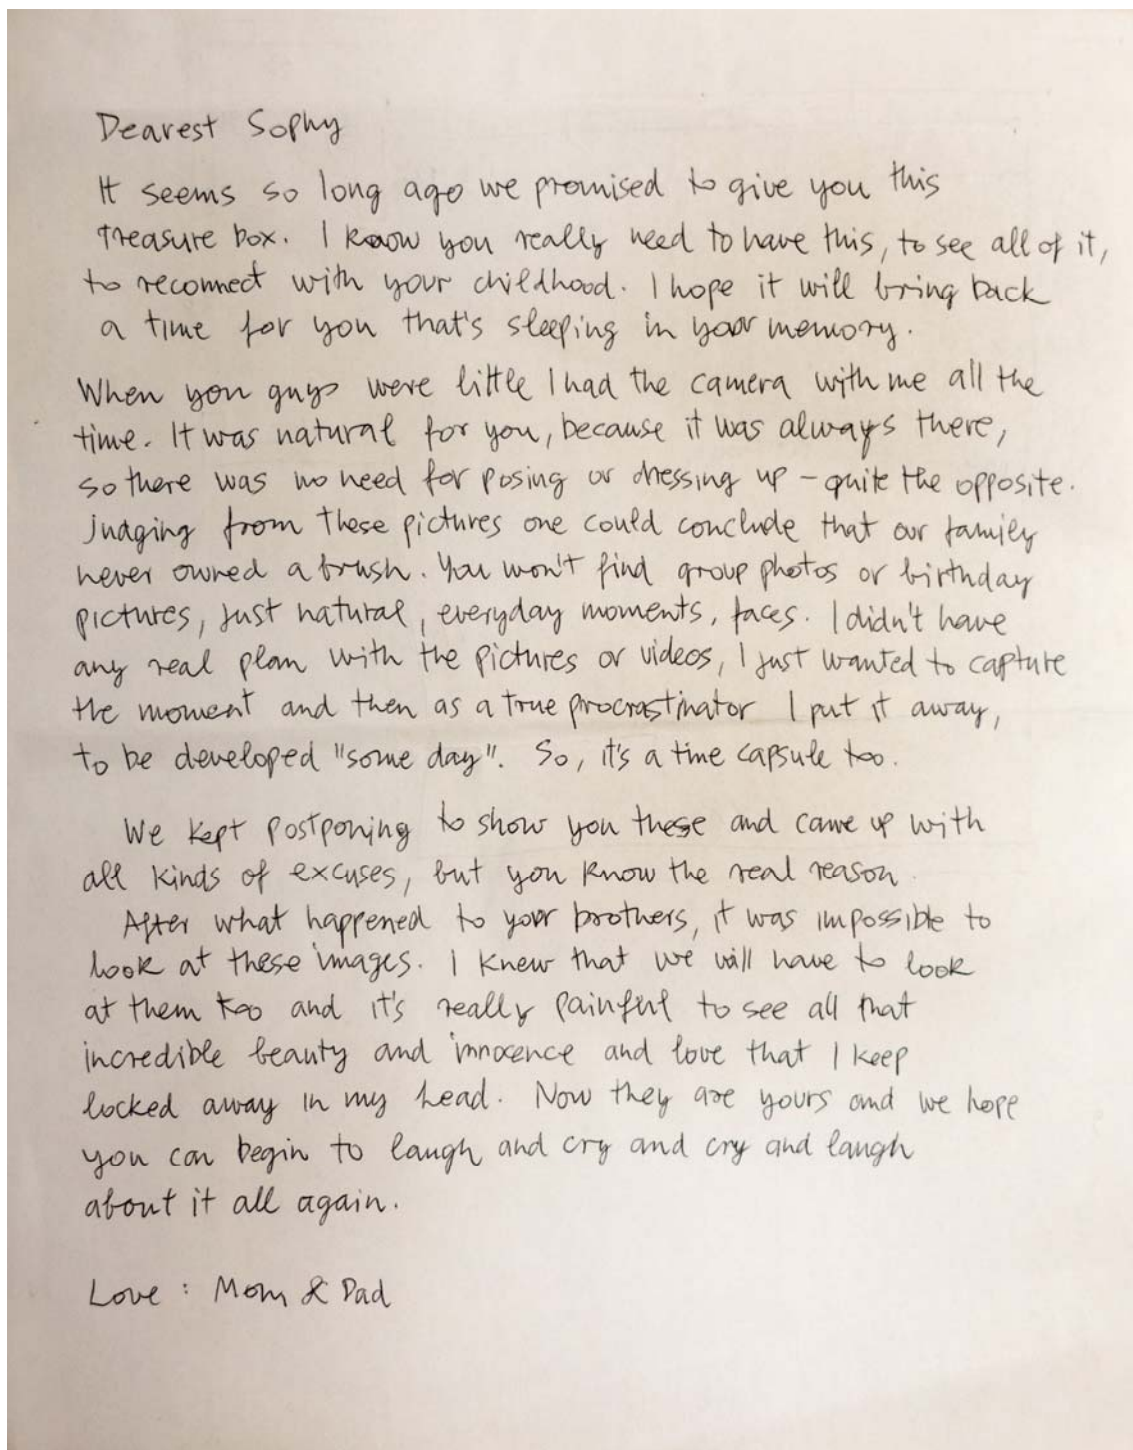 Dearest Sophy
It seems so long ago we promised to give you this
treasure box. I know you really need to have this, to see all of it,
to reconnect with your childhood. I hope it will bring back
a time for you that's sleeping in your memory.
When you guys were little I had the camera with me all the
time. It was natural for you, because it was always there,
so there was no need for posing or dressing up – quite the opposite.
Judging from these pictures one could conclude that our family
never owned a brush. You won't find group photos or birthday
pictures, just natural, everyday moments, faces. I didn't have
any real plan with the pictures or videos, I just wanted to capture
the moment and then as a true procrastinator I put it away,
to be developed "some day". So, it's a time capsule too.
We kept postponing to show you these and came up with
all kinds of excuses, but you know the real reason.
After what happened to your brothers, it was impossible to
look at these images. I knew that we will have to look
at them too and it's really painful to see all that
incredible beauty and innocence and love that I keep
locked away in my head. Now they are yours and we hope
you can begin to laugh and cry and cry and laugh
about it all again.
Love : Mom & Dad